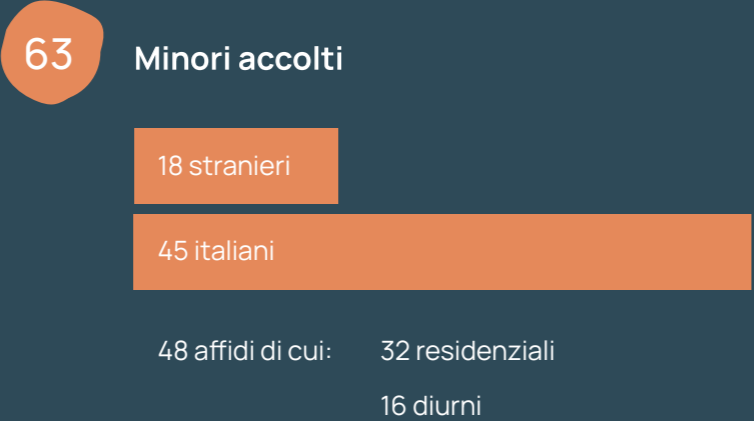 63
Minori accolti
18 stranieri
45 italiani
48 affidi di cui: 32 residenziali
16 diurni